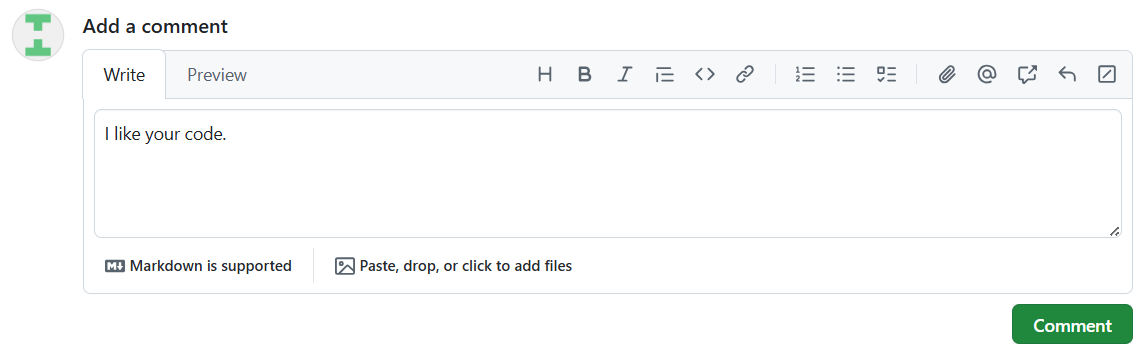 Add a comment
Write Preview
I like your code.
Markdown is supported Paste, drop, or click to add files
Comment